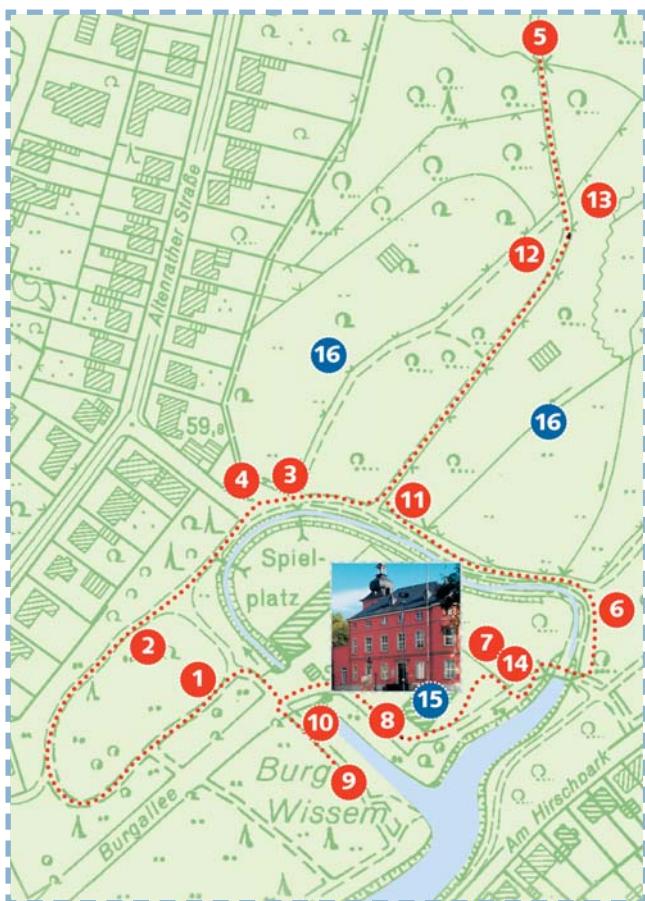 5
13
12
Altenrather Straße
16
16
59,8
4
3
11
Spiel-
platz
6
2
7
1
14
15
10
8
9
Burg
Wissem
Burgallee
Am Hirschpark